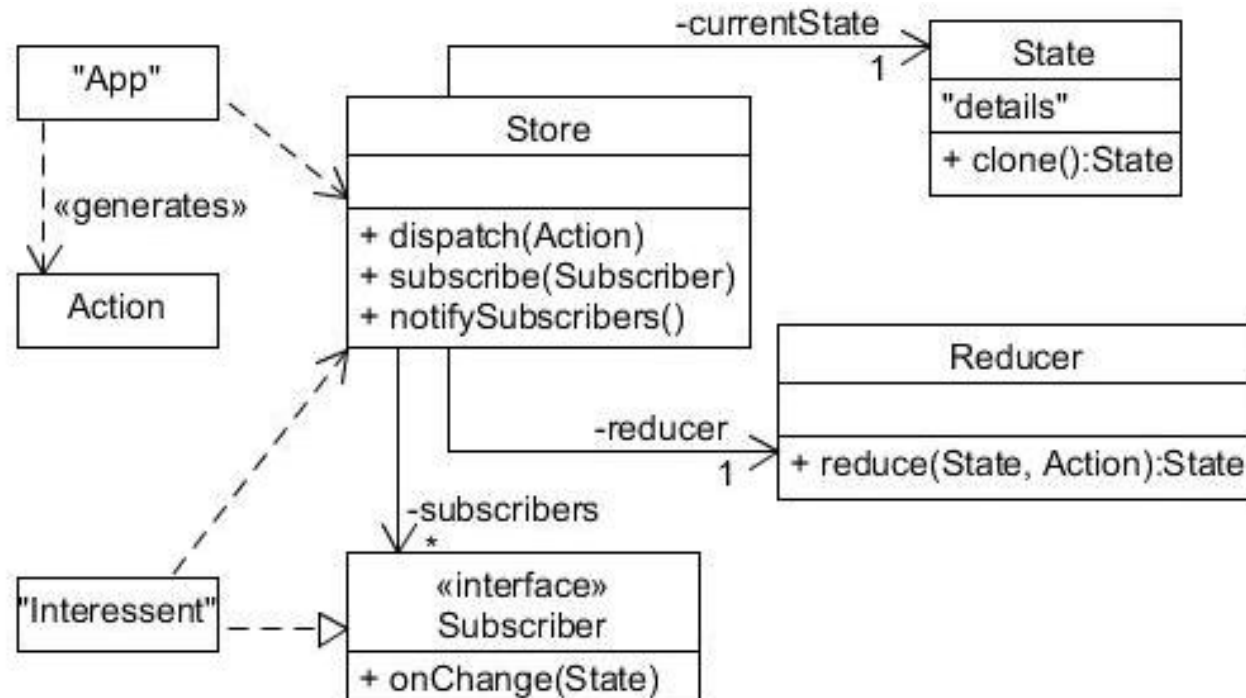 "App"
«generates»
Action
Store
+ dispatch(Action)
+ subscribe(Subscriber)
+ notifySubscribers()
-currentState
1
State
"details"
+ clone():State
-reducer
1
Reducer
+ reduce(State, Action):State
-subscribers
*
"Interessent"
«interface»
Subscriber
+ onChange(State)